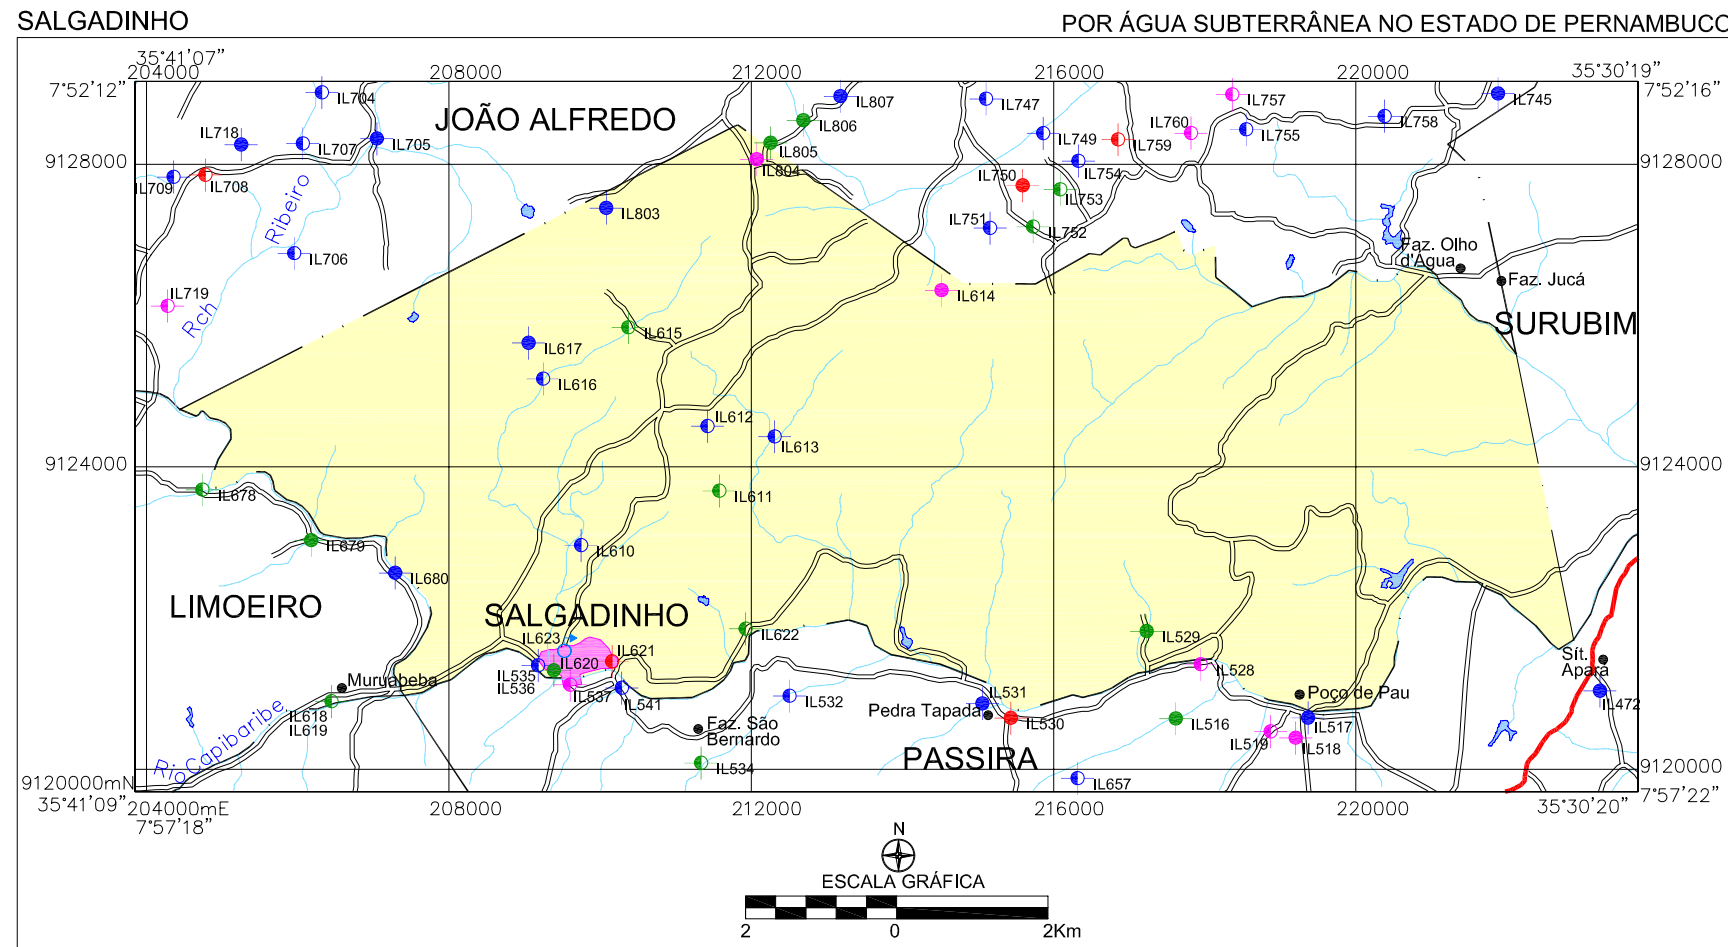 SALGADINHO
POR ÁGUA SUBTERRÂNEA NO ESTADO DE PERNAMBUCO
35°41'07"
204000
208000
212000
216000
220000
35°30'19"
7°52'12"
7°52'16"
IL704
JOÃO ALFREDO
IL807
IL747
IL757
IL745
IL806
IL758
IL718
IL707
IL705
IL805
IL749
IL759
IL760
IL755
9128000
9128000
IL709
IL708
IL804
IL750
IL754
IL753
Ribeiro
IL803
IL751
IL752
IL706
Faz. Olho
d'Agua
Faz. Jucá
IL719
Rch
IL614
SURUBIM
IL615
IL617
IL616
IL612
IL613
9124000
9124000
IL678
IL611
IL679
IL610
IL680
LIMOEIRO
SALGADINHO
IL622
IL529
IL623
IL621
IL620
IL535
IL536
IL537
IL541
IL528
Sít.
Apara
Muruabeba
IL532
IL531
Pedra Tapada
IL530
Poço de Pau
IL472
IL618
IL619
Faz. São
Bernardo
IL516
IL517
IL519
IL518
Rio Capibaribe
IL534
PASSIRA
IL657
9120000mN
9120000
35°41'09"
204000mE
208000
212000
216000
220000
35°30'20"
7°57'22"
7°57'18"
N
ESCALA GRÁFICA
2
0
2Km